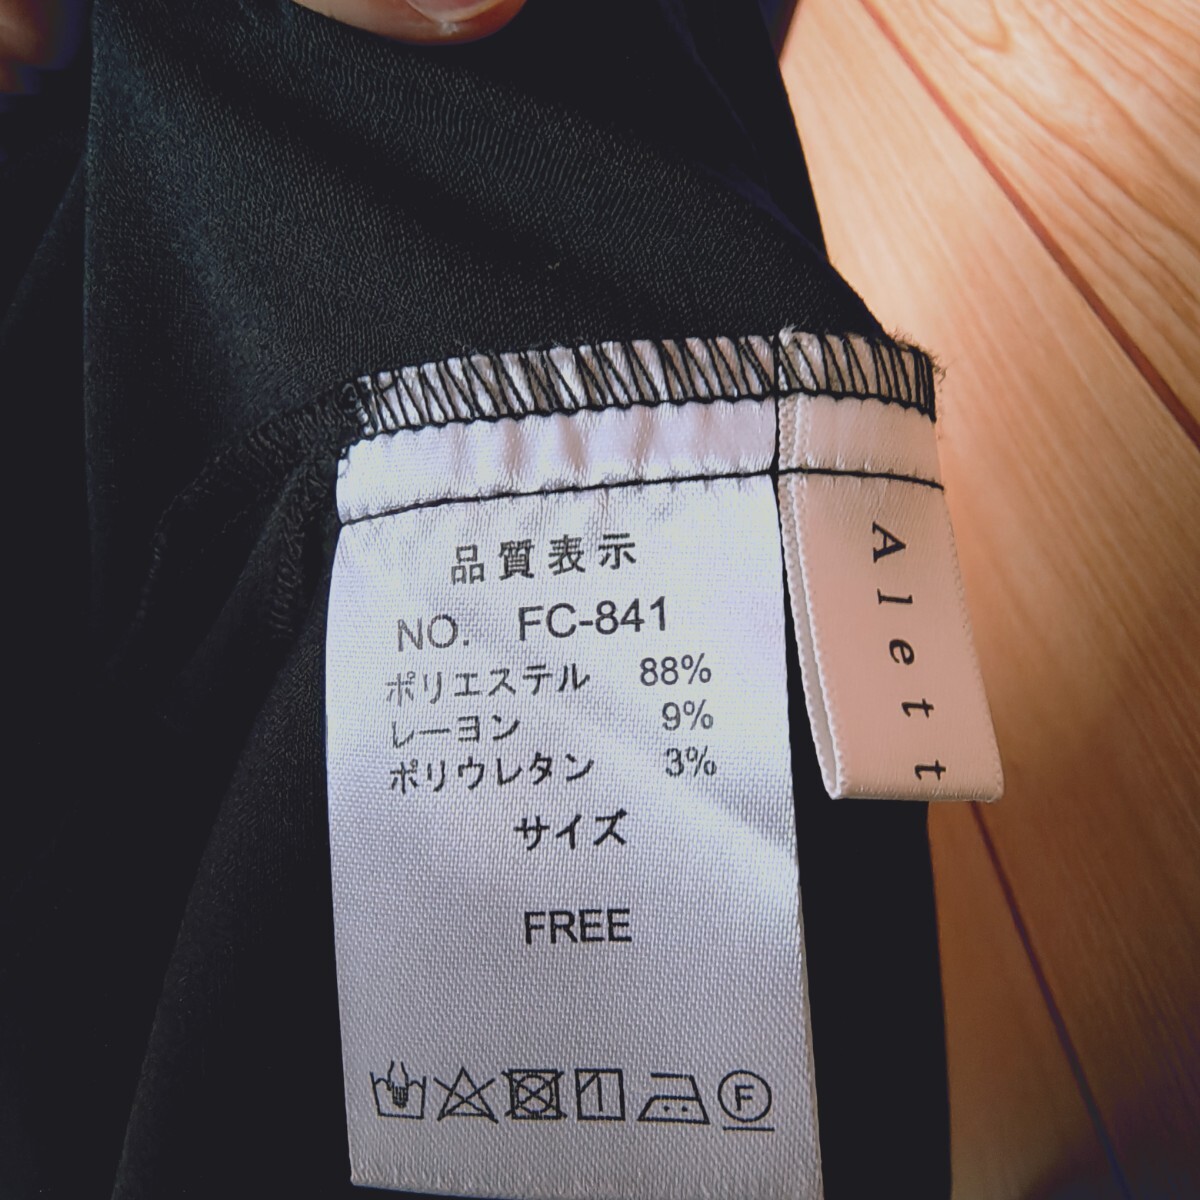 品質表示
NO. FC-841
ポリエステル 88%
レーヨン 9%
ポリウレタン 3%
サイズ
FREE
F
Alett